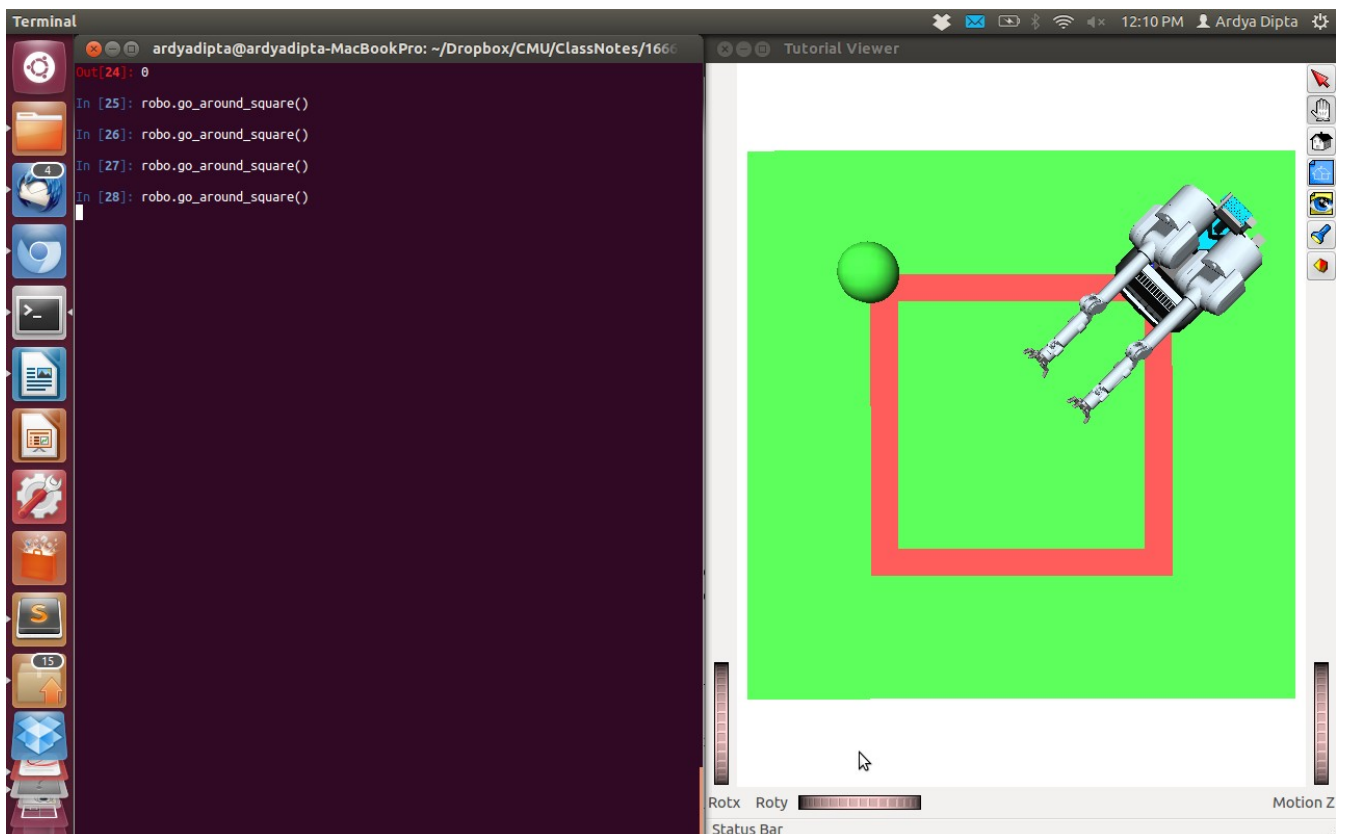 Terminal
12:10 PM Ardya Dipta
ardyadipta@ardyadipta-MacBookPro: ~/Dropbox/CMU/ClassNotes/1666
Tutorial Viewer
Out[24]: 0
In [25]: robo.go_around_square()
In [26]: robo.go_around_square()
In [27]: robo.go_around_square()
In [28]: robo.go_around_square()
4
>_
S
15
Rotx Roty Motion Z
Status Bar